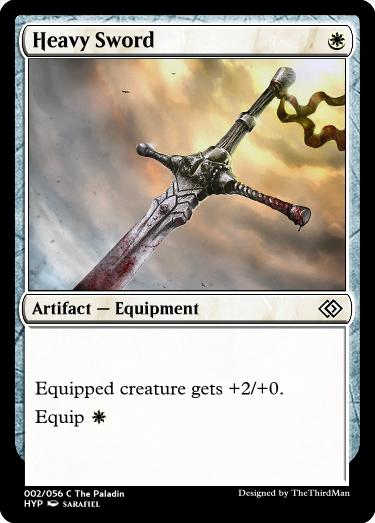 Heavy Sword
Artifact — Equipment
Equipped creature gets +2/+0.
Equip
002/056 C The Paladin
Designed by TheThirdMan
HYP SARAFIEL